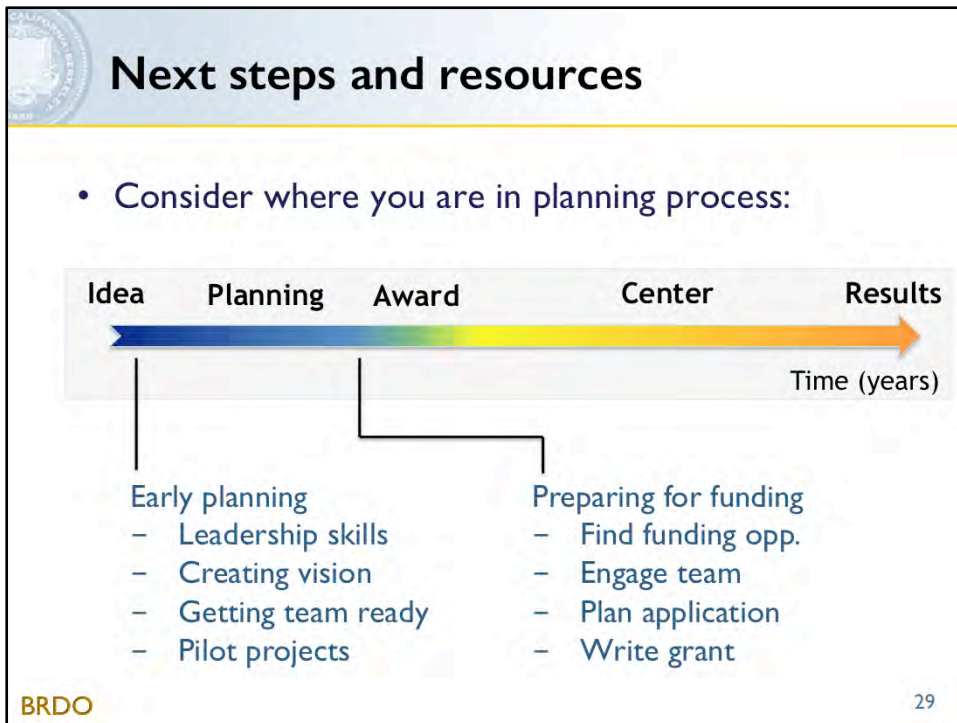 Next steps and resources
• Consider where you are in planning process:
Idea Planning Award Center Results
Time (years)
Early planning
– Leadership skills
– Creating vision
– Getting team ready
– Pilot projects
Preparing for funding
– Find funding opp.
– Engage team
– Plan application
– Write grant
BRDO
29